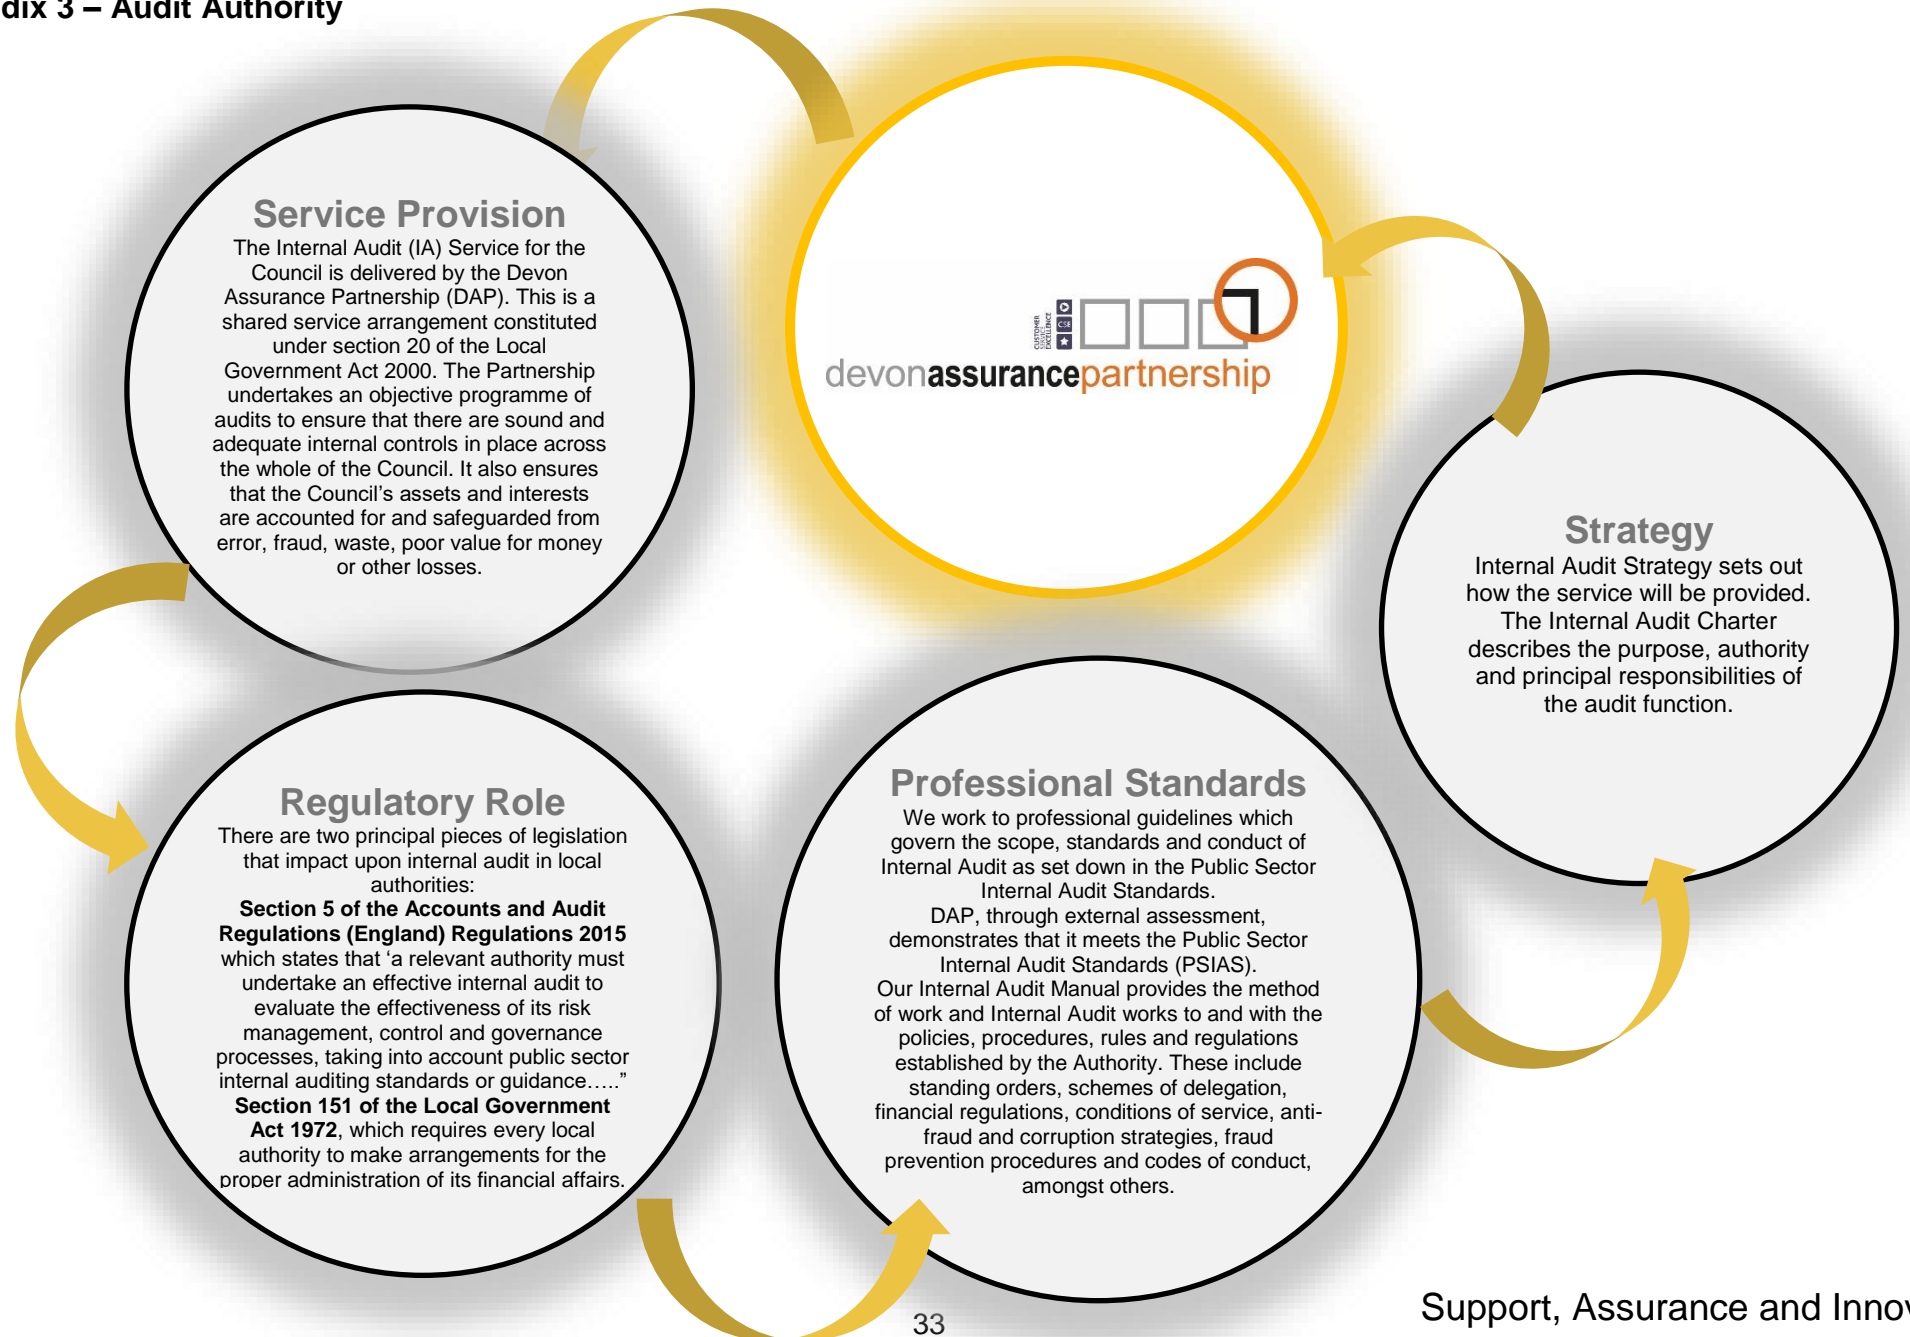 dix 3 – Audit Authority
Service Provision
The Internal Audit (IA) Service for the
Council is delivered by the Devon
Assurance Partnership (DAP). This is a
shared service arrangement constituted
under section 20 of the Local
Government Act 2000. The Partnership
undertakes an objective programme of
audits to ensure that there are sound and
adequate internal controls in place across
the whole of the Council. It also ensures
that the Council’s assets and interests
are accounted for and safeguarded from
error, fraud, waste, poor value for money
or other losses.
CUSTOMER
SERVICE
EXCELLENCE
CSE
devonassurancepartnership
Strategy
Internal Audit Strategy sets out
how the service will be provided.
The Internal Audit Charter
describes the purpose, authority
and principal responsibilities of
the audit function.
Regulatory Role
There are two principal pieces of legislation
that impact upon internal audit in local
authorities:
Section 5 of the Accounts and Audit
Regulations (England) Regulations 2015
which states that ‘a relevant authority must
undertake an effective internal audit to
evaluate the effectiveness of its risk
management, control and governance
processes, taking into account public sector
internal auditing standards or guidance…..”
Section 151 of the Local Government
Act 1972, which requires every local
authority to make arrangements for the
proper administration of its financial affairs.
Professional Standards
We work to professional guidelines which
govern the scope, standards and conduct of
Internal Audit as set down in the Public Sector
Internal Audit Standards.
DAP, through external assessment,
demonstrates that it meets the Public Sector
Internal Audit Standards (PSIAS).
Our Internal Audit Manual provides the method
of work and Internal Audit works to and with the
policies, procedures, rules and regulations
established by the Authority. These include
standing orders, schemes of delegation,
financial regulations, conditions of service, anti-
fraud and corruption strategies, fraud
prevention procedures and codes of conduct,
amongst others.
33
Support, Assurance and Innov